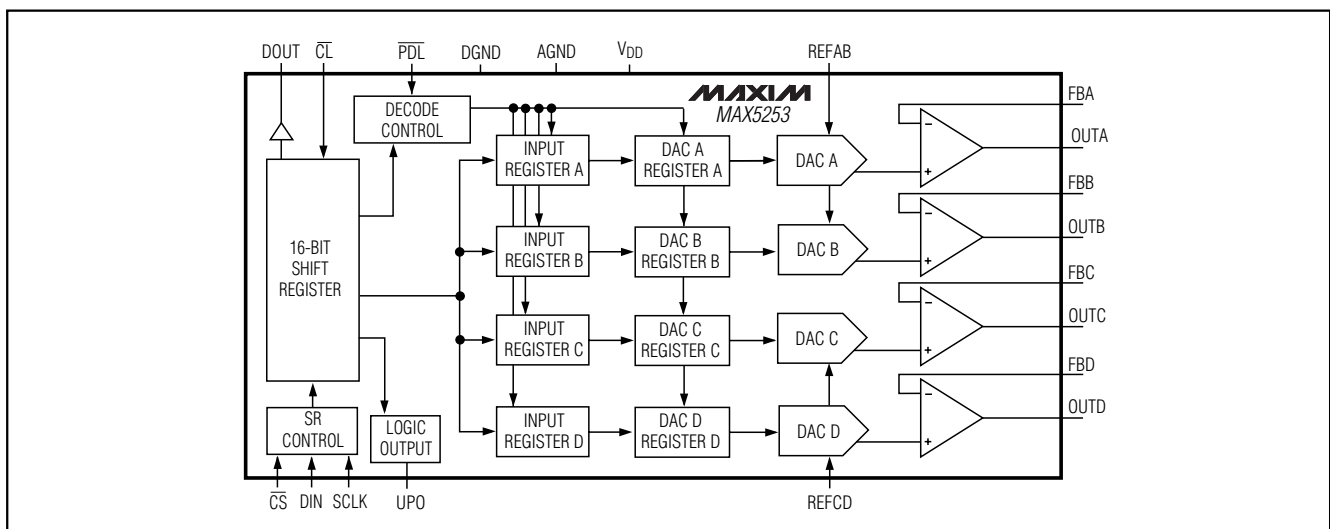 DOUT
CL
PDL
DGND
AGND
VDD
REFAB
MAXIM
MAX5253
FBA
DECODE
CONTROL
OUTA
INPUT
REGISTER A
DAC A
REGISTER A
DAC A
FBB
16-BIT
SHIFT
REGISTER
INPUT
REGISTER B
DAC B
REGISTER B
DAC B
OUTB
FBC
INPUT
REGISTER C
DAC C
REGISTER C
DAC C
OUTC
FBD
SR
CONTROL
LOGIC
OUTPUT
INPUT
REGISTER D
DAC D
REGISTER D
DAC D
OUTD
CS
DIN
SCLK
UPO
REFCD